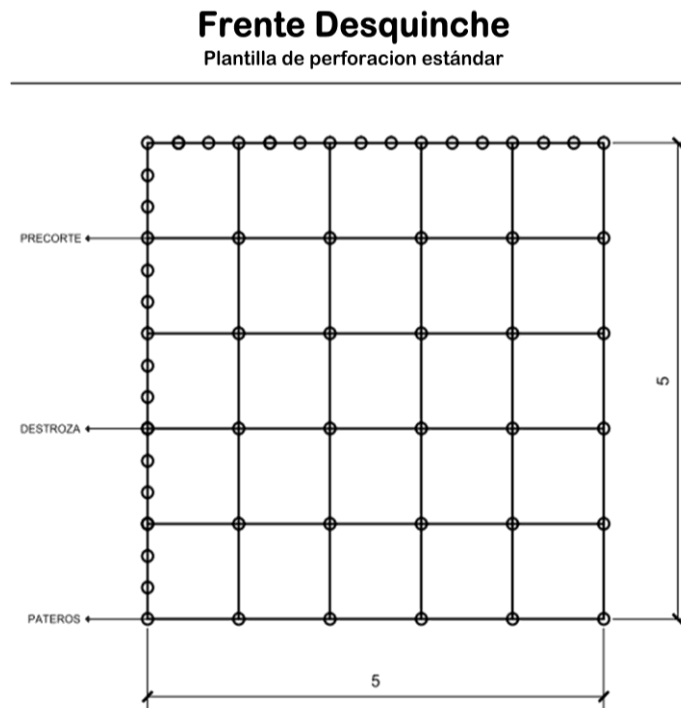 Frente Desquinche
Plantilla de perforacion estándar
PRECORTE
5
DESTROZA
PATEROS
5